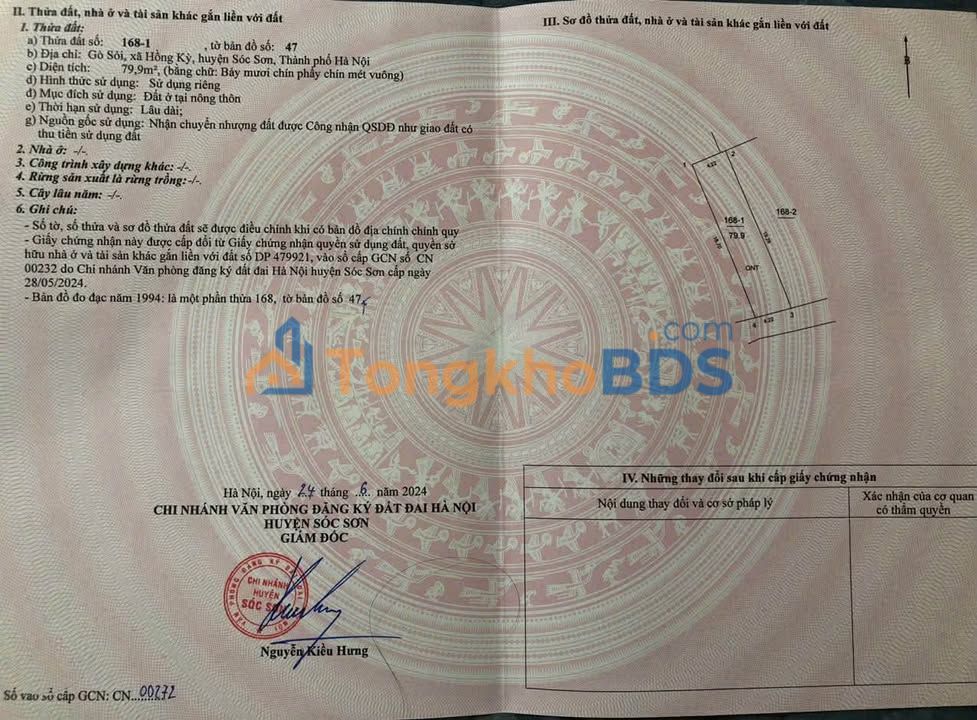 II. Thửa đất, nhà ở và tài sản khác gắn liền với đất
1. Thửa đất:
a) Thửa đất số: 168-1 , tờ bản đồ số: 47
b) Địa chỉ: Gò Sỏi, xã Hồng Kỳ, huyện Sóc Sơn, Thành phố Hà Nội
c) Diện tích: 79,9m², (bằng chữ: Bảy mươi chín phẩy chín mét vuông)
d) Hình thức sử dụng: Sử dụng riêng
đ) Mục đích sử dụng: Đất ở tại nông thôn
e) Thời hạn sử dụng: Lâu dài;
g) Nguồn gốc sử dụng: Nhận chuyển nhượng đất được Công nhận QSDĐ như giao đất có
thu tiền sử dụng đất
2. Nhà ở: -/-.
3. Công trình xây dựng khác: -/-.
4. Rừng sản xuất là rừng trồng:-/-.
5. Cây lâu năm: -/-.
6. Ghi chú:
- Số tờ, số thửa và sơ đồ thửa đất sẽ được điều chỉnh khi có bản đồ địa chính chính quy
- Giấy chứng nhận này được cấp đổi từ Giấy chứng nhận quyền sử dụng đất, quyền sở
hữu nhà ở và tài sản khác gắn liền với đất số DP 479921, vào sổ cấp GCN số CN
00232 do Chi nhánh Văn phòng đăng ký đất đai Hà Nội huyện Sóc Sơn cấp ngày
28/05/2024.
- Bản đồ đo đạc năm 1994: là một phần thửa 168, tờ bản đồ số 47
Hà Nội, ngày 24 tháng 6 năm 2024
CHI NHÁNH VĂN PHÒNG ĐĂNG KÝ ĐẤT ĐAI HÀ NỘI
HUYỆN SÓC SƠN
GIÁM ĐỐC
CHI NHÁNH
HUYỆN
SÓC SƠN
Nguyễn Kiều Hưng
Số vào sổ cấp GCN: CN 00272
III. Sơ đồ thửa đất, nhà ở và tài sản khác gắn liền với đất
B
1
2
4.22
168-1
79.9
168-2
ONT
4
4.22
3
TongkhoBDS.com
IV. Những thay đổi sau khi cấp giấy chứng nhận
Nội dung thay đổi và cơ sở pháp lý
Xác nhận của cơ quan
có thẩm quyền